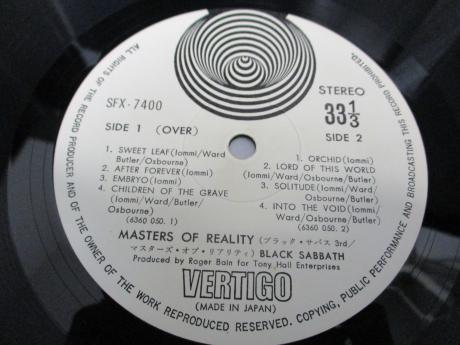 ALL RIGHTS OF THE RECORD PRODUCER AND OF THE OWNER OF THE WORK REPRODUCED RESERVED. COPYING, PUBLIC PERFORMANCE AND BROADCASTING OF THIS RECORD PROHIBITED.
SFX-7400
STEREO
33 1/3
SIDE 1 (OVER)
SIDE 2
1. SWEET LEAF(Iommi/Ward
Butler/Osbourne)
2. AFTER FOREVER(Iommi)
3. EMBRYO(Iommi)
4. CHILDREN OF THE GRAVE
(Iommi/Ward/Butler/
Osbourne)
(6360 050. 1)
1. ORCHID(Iommi)
2. LORD OF THIS WORLD
(Iommi/Ward/Osbourne/Butler)
3. SOLITUDE(Iommi/Ward/
Osbourne/Butler)
4. INTO THE VOID(Iommi/
Ward/Osbourne/Butler)
(6360 050. 2)
MASTERS OF REALITY (ブラック・サバス 3rd/
マスターズ・オブ・リアリティ) BLACK SABBATH
Produced by Roger Bain for Tony Hall Enterprises
VERTIGO
(MADE IN JAPAN)